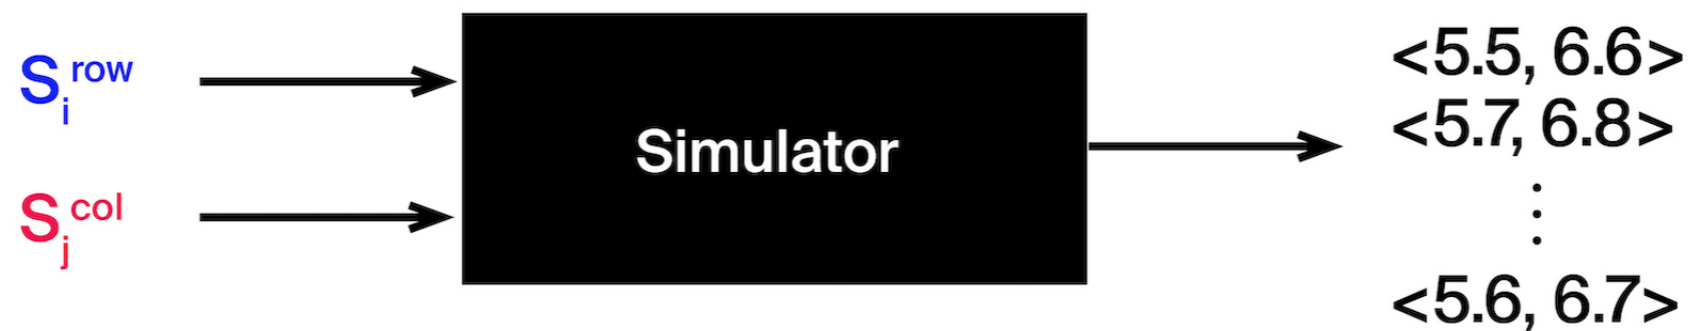 S_i^row
S_j^col
Simulator
<5.5, 6.6>
<5.7, 6.8>
⋮
<5.6, 6.7>